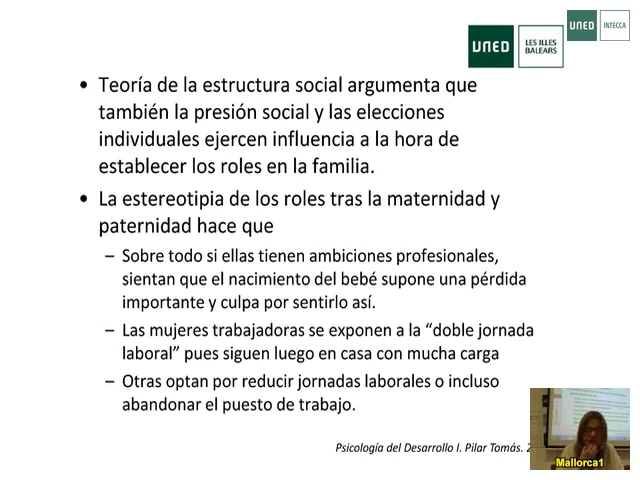 UNED
INTECCA
UNED
LES ILLES
BALEARS
• Teoría de la estructura social argumenta que
también la presión social y las elecciones
individuales ejercen influencia a la hora de
establecer los roles en la familia.
• La estereotipia de los roles tras la maternidad y
paternidad hace que
– Sobre todo si ellas tienen ambiciones profesionales,
sientan que el nacimiento del bebé supone una pérdida
importante y culpa por sentirlo así.
– Las mujeres trabajadoras se exponen a la “doble jornada
laboral” pues siguen luego en casa con mucha carga
– Otras optan por reducir jornadas laborales o incluso
abandonar el puesto de trabajo.
Psicología del Desarrollo I. Pilar Tomás. 2
Mallorca1